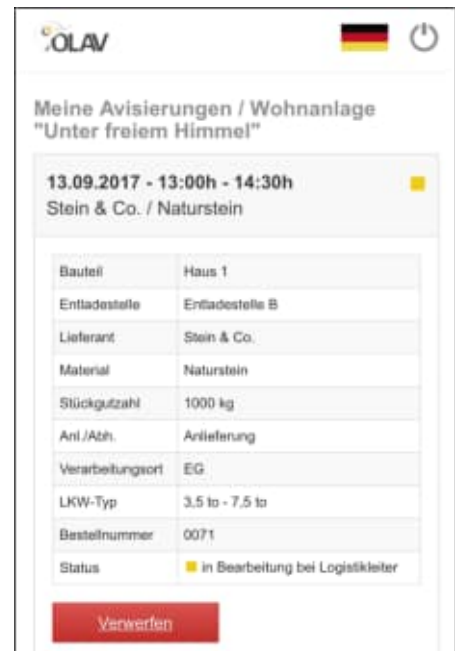 OLAV
Meine Avisierungen / Wohnanlage
"Unter freiem Himmel"
13.09.2017 - 13:00h - 14:30h
Stein & Co. / Naturstein
Bauteil Haus 1
Entladestelle Entladestelle B
Lieferant Stein & Co.
Material Naturstein
Stückgutzahl 1000 kg
Anl./Abh. Anlieferung
Verarbeitungsort EG
LKW-Typ 3,5 to - 7,5 to
Bestellnummer 0071
Status in Bearbeitung bei Logistikleiter
Verwerfen